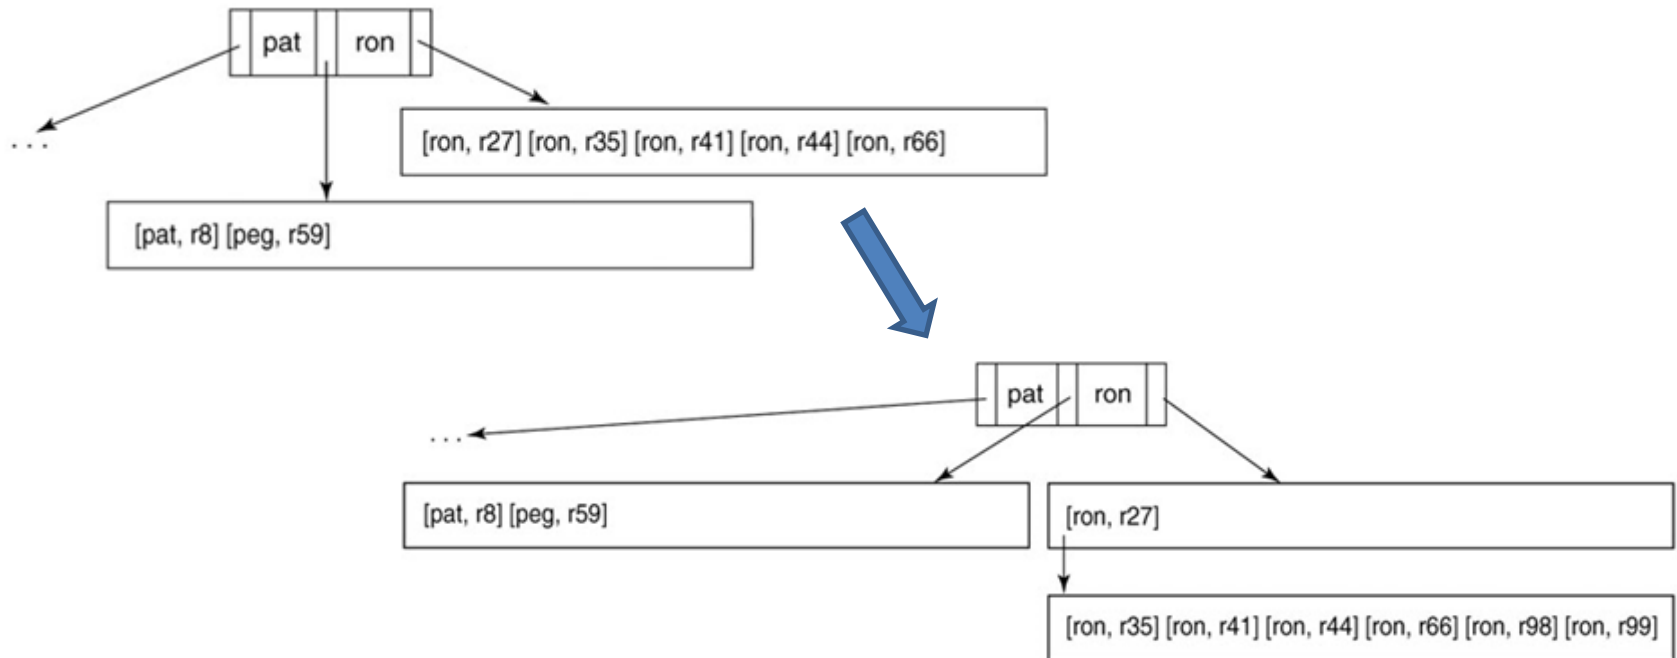 pat ron
...
[ron, r27] [ron, r35] [ron, r41] [ron, r44] [ron, r66]
[pat, r8] [peg, r59]
pat ron
...
[pat, r8] [peg, r59]
[ron, r27]
[ron, r35] [ron, r41] [ron, r44] [ron, r66] [ron, r98] [ron, r99]